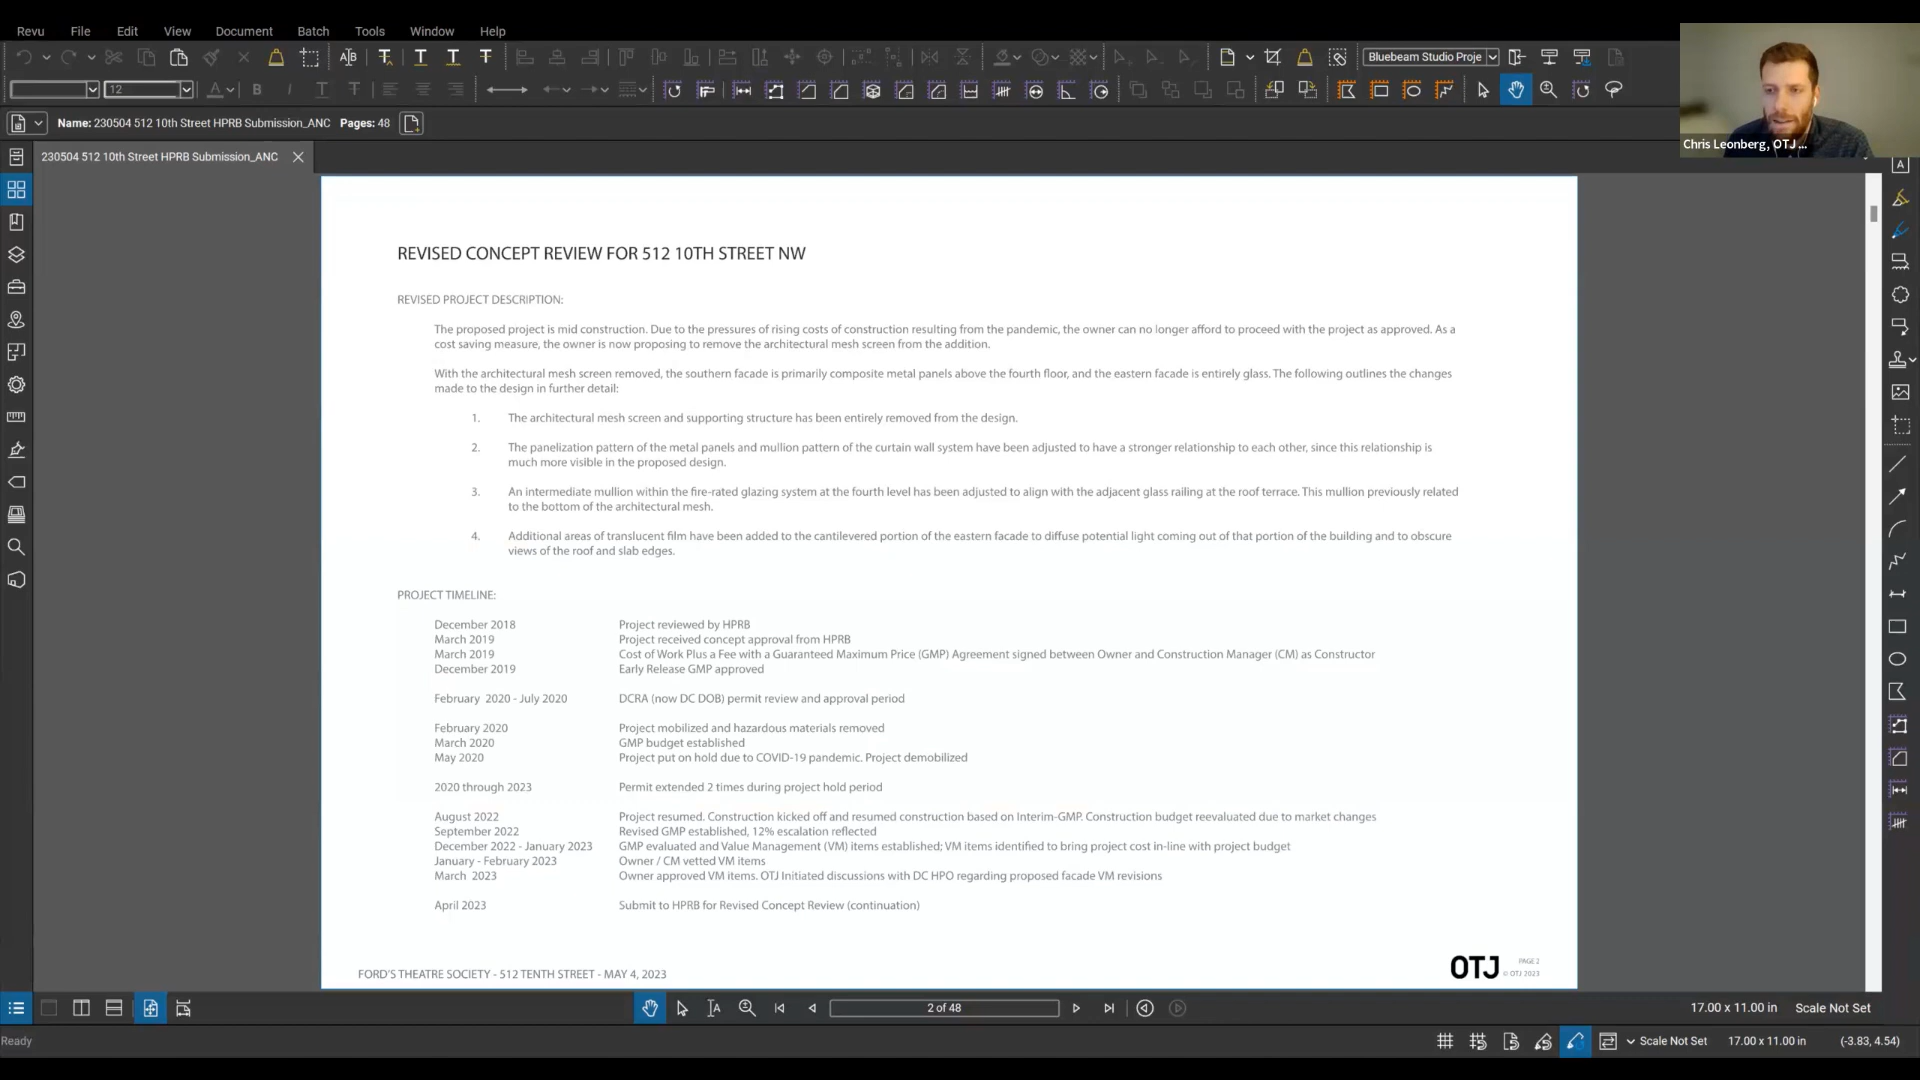 Revu File Edit View Document Batch Tools Window Help
Bluebeam Studio Proje
12
Name: 230504 512 10th Street HPRB Submission_ANC Pages: 48
Chris Leonberg, OTJ ...
230504 512 10th Street HPRB Submission_ANC
REVISED CONCEPT REVIEW FOR 512 10TH STREET NW
REVISED PROJECT DESCRIPTION:
The proposed project is mid construction. Due to the pressures of rising costs of construction resulting from the pandemic, the owner can no longer afford to proceed with the project as approved. As a
cost saving measure, the owner is now proposing to remove the architectural mesh screen from the addition.
With the architectural mesh screen removed, the southern facade is primarily composite metal panels above the fourth floor, and the eastern facade is entirely glass. The following outlines the changes
made to the design in further detail:
1. The architectural mesh screen and supporting structure has been entirely removed from the design.
2. The panelization pattern of the metal panels and mullion pattern of the curtain wall system have been adjusted to have a stronger relationship to each other, since this relationship is
much more visible in the proposed design.
3. An intermediate mullion within the fire-rated glazing system at the fourth level has been adjusted to align with the adjacent glass railing at the roof terrace. This mullion previously related
to the bottom of the architectural mesh.
4. Additional areas of translucent film have been added to the cantilevered portion of the eastern facade to diffuse potential light coming out of that portion of the building and to obscure
views of the roof and slab edges.
PROJECT TIMELINE:
December 2018 Project reviewed by HPRB
March 2019 Project received concept approval from HPRB
March 2019 Cost of Work Plus a Fee with a Guaranteed Maximum Price (GMP) Agreement signed between Owner and Construction Manager (CM) as Constructor
December 2019 Early Release GMP approved
February 2020 - July 2020 DCRA (now DC DOB) permit review and approval period
February 2020 Project mobilized and hazardous materials removed
March 2020 GMP budget established
May 2020 Project put on hold due to COVID-19 pandemic. Project demobilized
2020 through 2023 Permit extended 2 times during project hold period
August 2022 Project resumed. Construction kicked off and resumed construction based on Interim-GMP. Construction budget reevaluated due to market changes
September 2022 Revised GMP established, 12% escalation reflected
December 2022 - January 2023 GMP evaluated and Value Management (VM) items established; VM items identified to bring project cost in-line with project budget
January - February 2023 Owner / CM vetted VM items
March 2023 Owner approved VM items. OTJ Initiated discussions with DC HPO regarding proposed facade VM revisions
April 2023 Submit to HPRB for Revised Concept Review (continuation)
FORD'S THEATRE SOCIETY - 512 TENTH STREET - MAY 4, 2023
OTJ PAGE 2
© OTJ 2023
2 of 48 17.00 x 11.00 in Scale Not Set
Ready Scale Not Set 17.00 x 11.00 in (-3.83, 4.54)